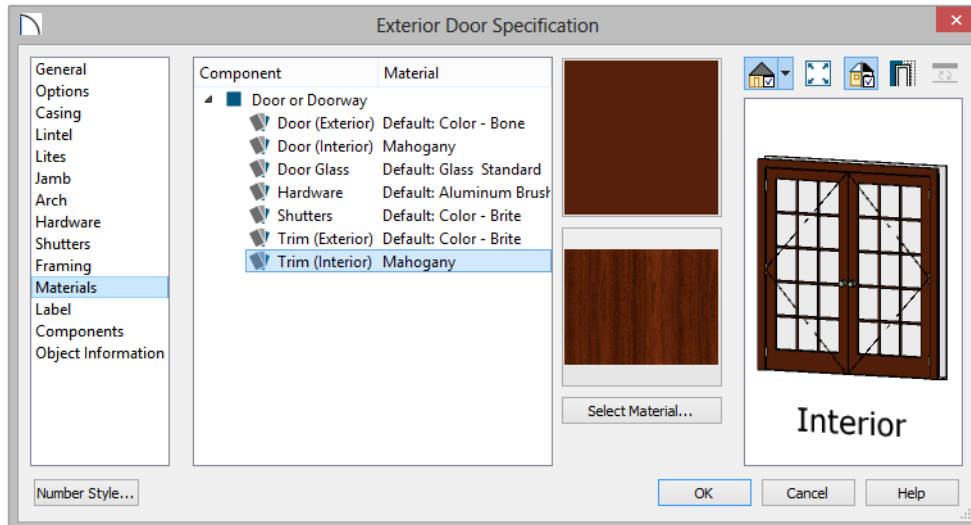 Exterior Door Specification
General
Options
Casing
Lintel
Lites
Jamb
Arch
Hardware
Shutters
Framing
Materials
Label
Components
Object Information
Component Material
Door or Doorway
Door (Exterior) Default: Color - Bone
Door (Interior) Mahogany
Door Glass Default: Glass Standard
Hardware Default: Aluminum Brush
Shutters Default: Color - Brite
Trim (Exterior) Default: Color - Brite
Trim (Interior) Mahogany
Select Material...
Interior
Number Style...
OK Cancel Help